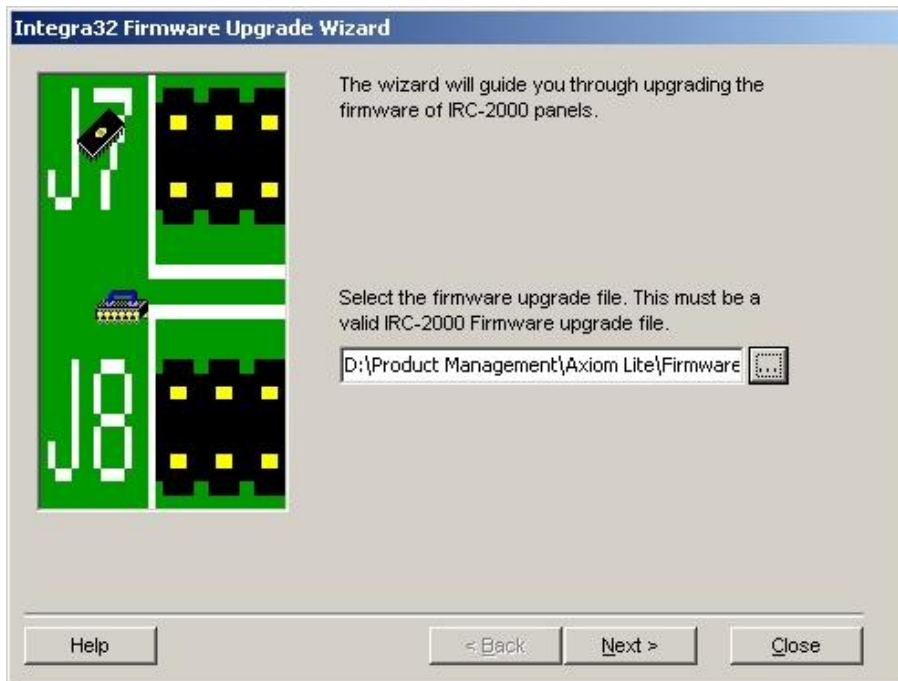 Integra32 Firmware Upgrade Wizard
J7
The wizard will guide you through upgrading the
firmware of IRC-2000 panels.
Select the firmware upgrade file. This must be a
valid IRC-2000 Firmware upgrade file.
D:\Product Management\Axiom Lite\Firmware ...
J8
Help < Back Next > Close